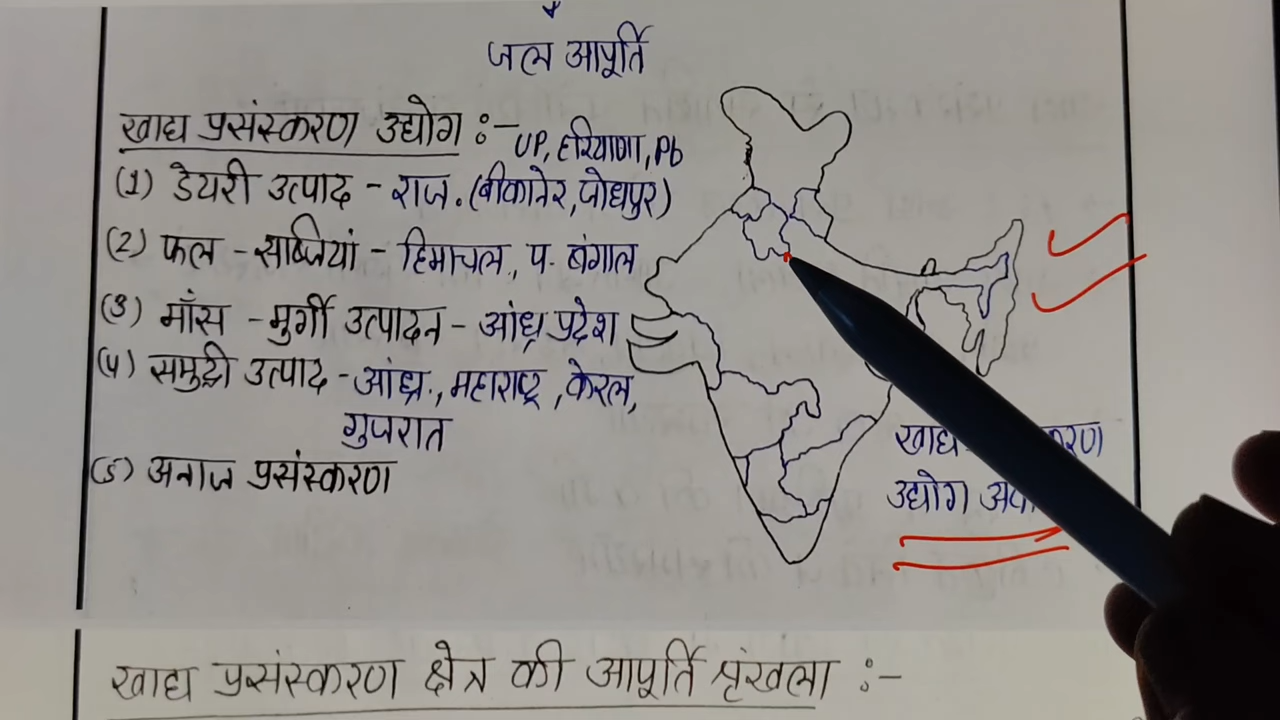 जल आपूर्ति
खाद्य प्रसंस्करण उद्योग :-
UP, हरियाणा, Pb
(1) डेयरी उत्पाद - राज. (बीकानेर, जोधपुर)
(2) फल - सब्जियां - हिमाचल, प. बंगाल
(3) माँस - मुर्गी उत्पादन - आंध्र प्रदेश
(4) समुद्री उत्पाद - आंध्र., महाराष्ट्र, केरल,
गुजरात
(5) अनाज प्रसंस्करण
खाद्य
उद्योग
खाद्य प्रसंस्करण क्षेत्र की आपूर्ति श्रृंखला :-